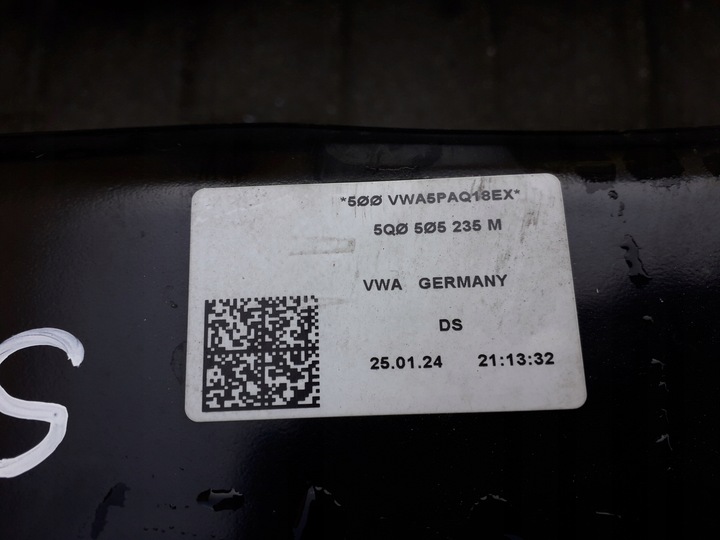 *5ØØ VWA5PAQ18EX*
5QØ 5Ø5 235 M
VWA GERMANY
DS
25.01.24 21:13:32
S